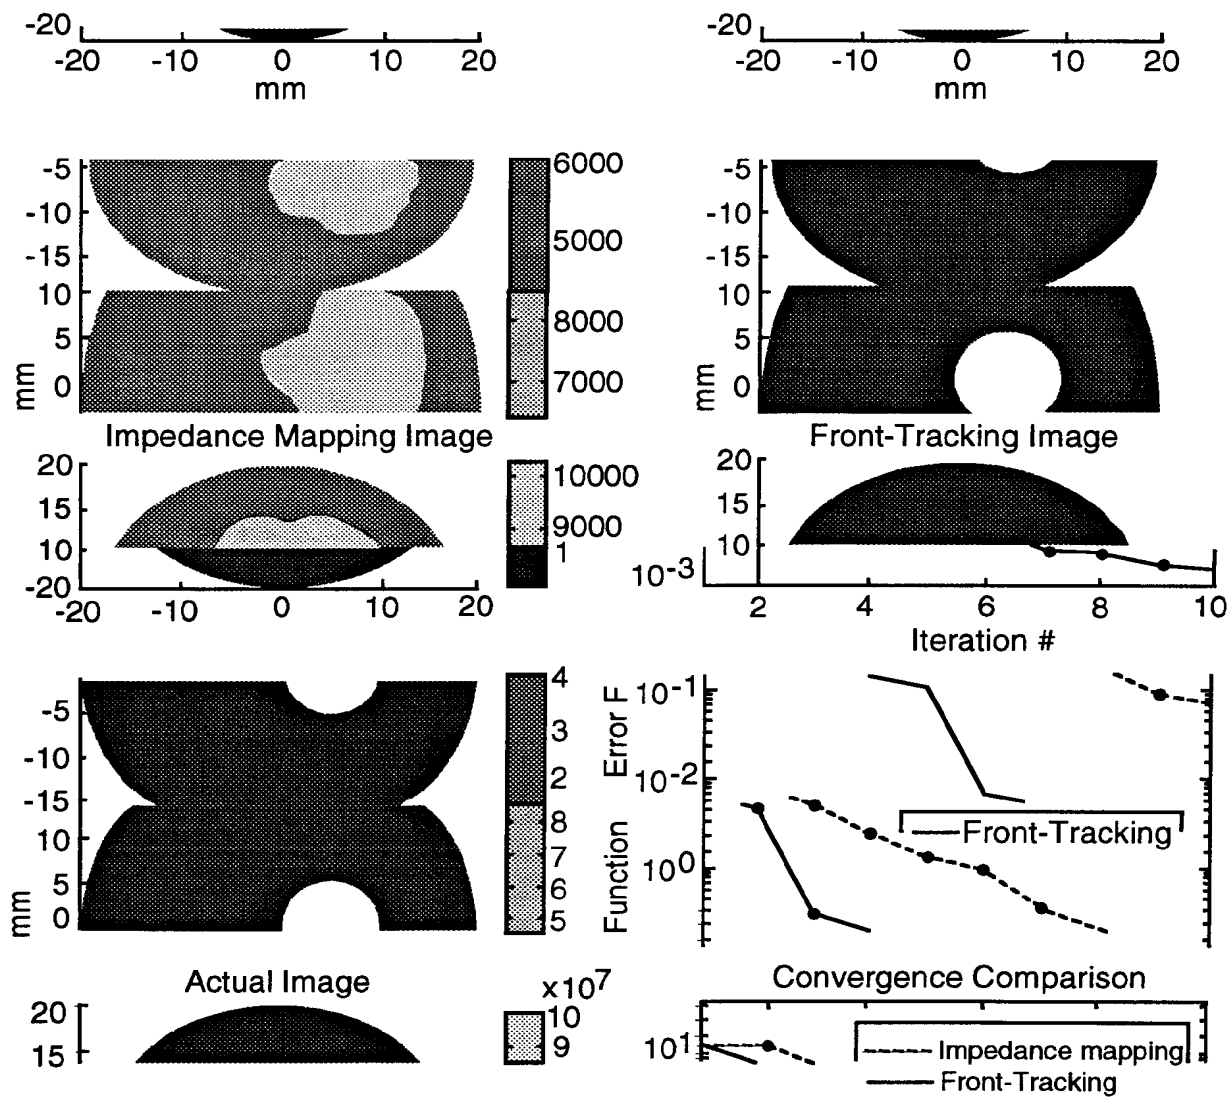 -20
-20 -10 0 10 20
mm
-20
-20 -10 0 10 20
mm
-5
-10
-15
10
5
0
mm
6000
5000
8000
7000
-5
-10
-15
10
5
0
mm
Impedance Mapping Image
20
15
10
-20
-20 -10 0 10 20
10000
9000
1
Front-Tracking Image
20
15
10
10-3
2 4 6 8 10
Iteration #
-5
-10
-15
10
5
0
mm
4
3
2
8
7
6
5
Function Error F
10-1
10-2
100
Front-Tracking
Actual Image
20
15
x107
10
9
Convergence Comparison
101
Impedance mapping
Front-Tracking